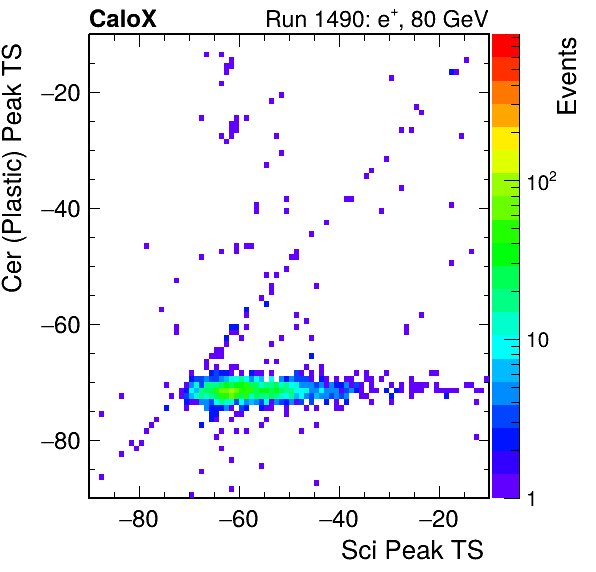 CaloX Run 1490: e⁺, 80 GeV
Cer (Plastic) Peak TS
−20
−40
−60
−80
−80 −60 −40 −20
Sci Peak TS
Events
10²
10
1